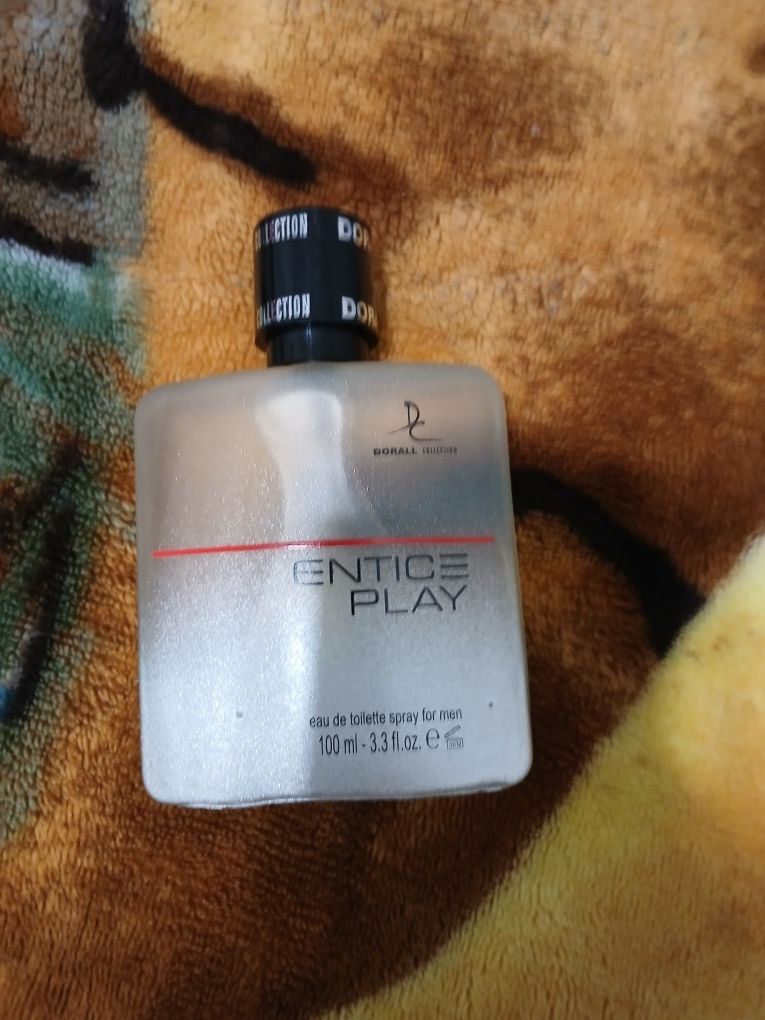 COLLECTION DOR
COLLECTION DOR
DC
DORALL COLLECTION
ENTICE
PLAY
eau de toilette spray for men
100 ml - 3.3 fl.oz. e